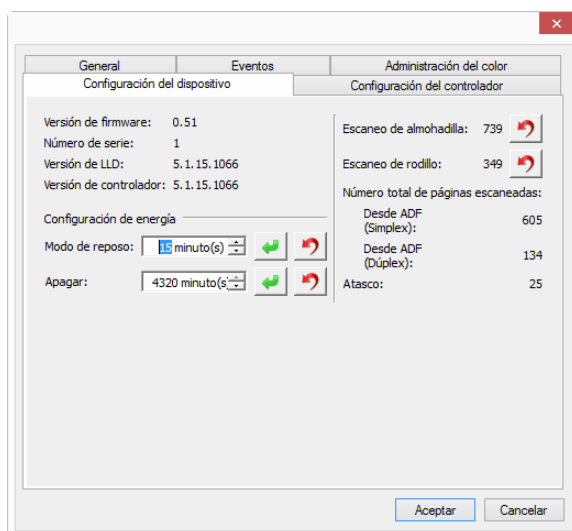 General
Eventos
Administración del color
Configuración del dispositivo
Configuración del controlador
Versión de firmware: 0.51
Número de serie: 1
Versión de LLD: 5.1.15.1066
Versión de controlador: 5.1.15.1066
Configuración de energía
Modo de reposo: 15 minuto(s)
Apagar: 4320 minuto(s)
Escaneo de almohadilla: 739
Escaneo de rodillo: 349
Número total de páginas escaneadas:
Desde ADF
(Simplex): 605
Desde ADF
(Dúplex): 134
Atasco: 25
Aceptar
Cancelar